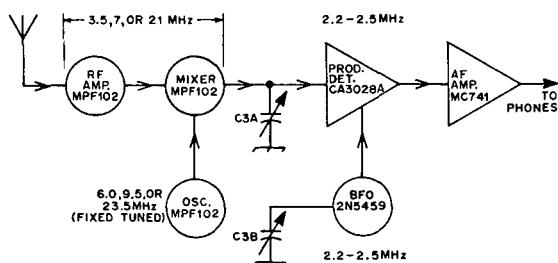 3.5,7,OR 21 MHz
2.2-2.5MHz
RF
AMP.
MPF102
MIXER
MPF102
PROD.
DET.
CA3028A
AF
AMP.
MC741
TO
PHONES
C3A
6.0,9.5,OR
23.5MHz
(FIXED TUNED)
OSC.
MPF102
C3B
BFO
2N5459
2.2-2.5MHz